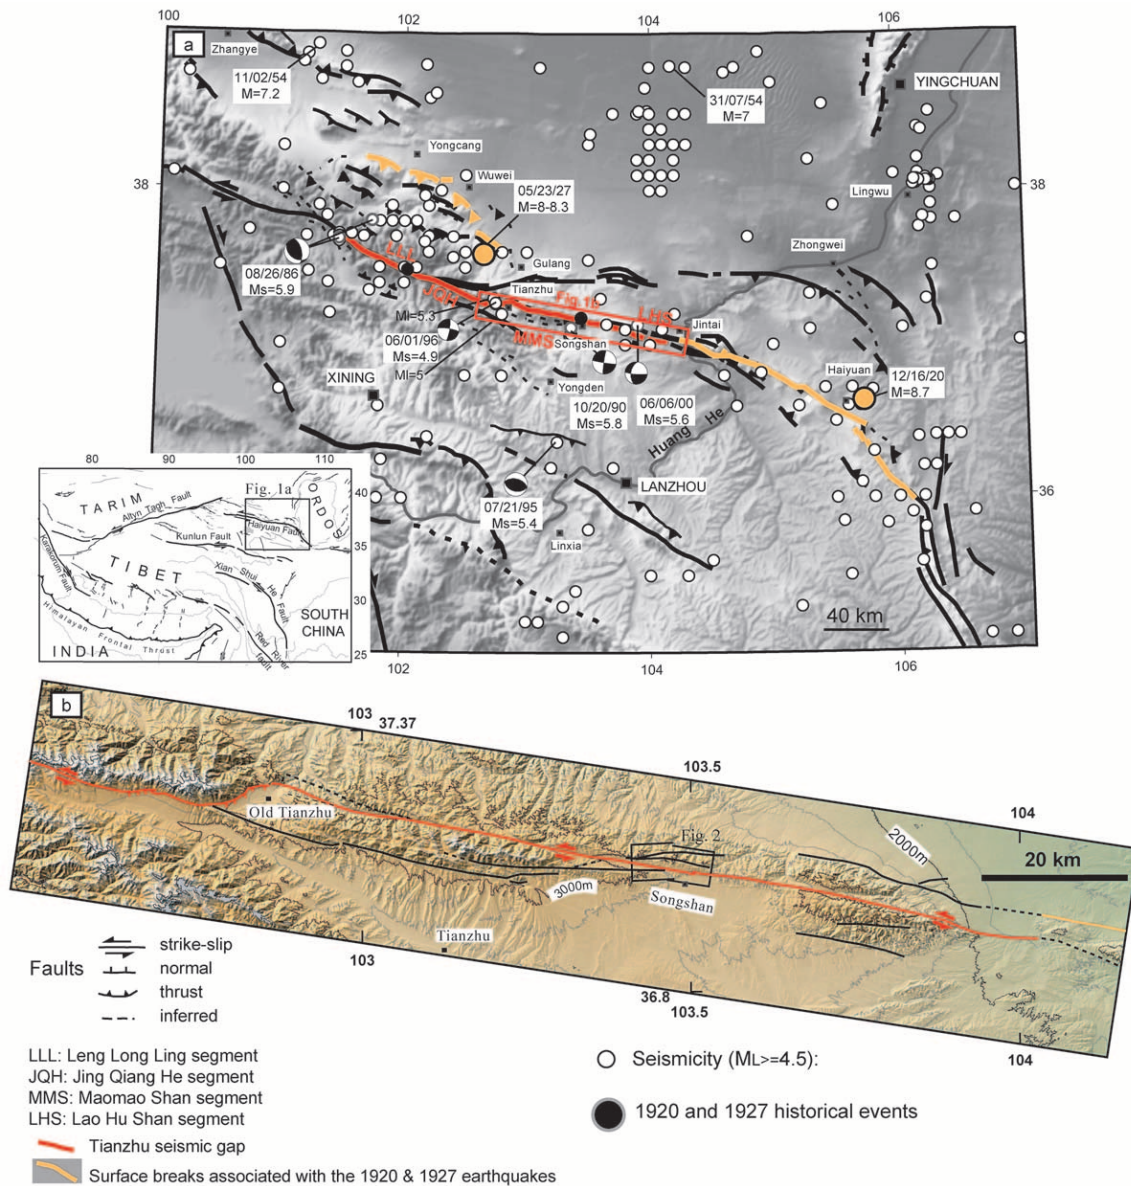 100
102
104
106
a
Zhangye
11/02/54
M=7.2
31/07/54
M=7
YINGCHUAN
Yongcang
38
38
Wuwei
05/23/27
M=8-8.3
Lingwu
Zhongwei
LLL
Gulang
08/26/86
Ms=5.9
Tianzhu
JQH
Fig.1b
LHS
Ml=5.3
Jintai
MMS
Songshan
06/01/96
Ms=4.9
Ml=5
Haiyuan
12/16/20
M=8.7
XINING
Yongden
10/20/90
Ms=5.8
06/06/00
Ms=5.6
Huang He
LANZHOU
36
07/21/95
Ms=5.4
Linxia
40 km
102
104
106
80
90
100
110
Fig. 1a
TARIM
ORDOS
40
Altyn Tagh Fault
Haiyuan Fault
Kunlun Fault
35
Karakorum Fault
TIBET
Xian Shui He Fault
30
SOUTH
CHINA
Himalayan Frontal Thrust
Red River fault
INDIA
25
b
103
37.37
103.5
104
Old Tianzhu
2000m
Fig. 2
20 km
3000m
Songshan
Tianzhu
103
36.8
103.5
104
Faults
strike-slip
normal
thrust
inferred
LLL: Leng Long Ling segment
JQH: Jing Qiang He segment
MMS: Maomao Shan segment
LHS: Lao Hu Shan segment
Tianzhu seismic gap
Surface breaks associated with the 1920 & 1927 earthquakes
Seismicity (ML>=4.5):
1920 and 1927 historical events